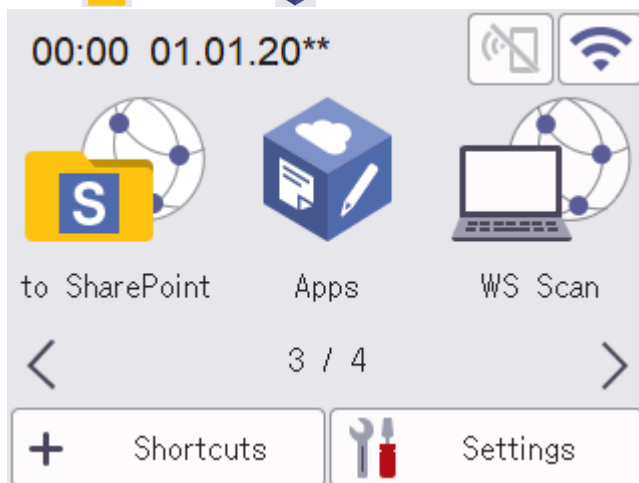 00:00 01.01.20**
S
to SharePoint Apps WS Scan
3 / 4
+ Shortcuts Settings